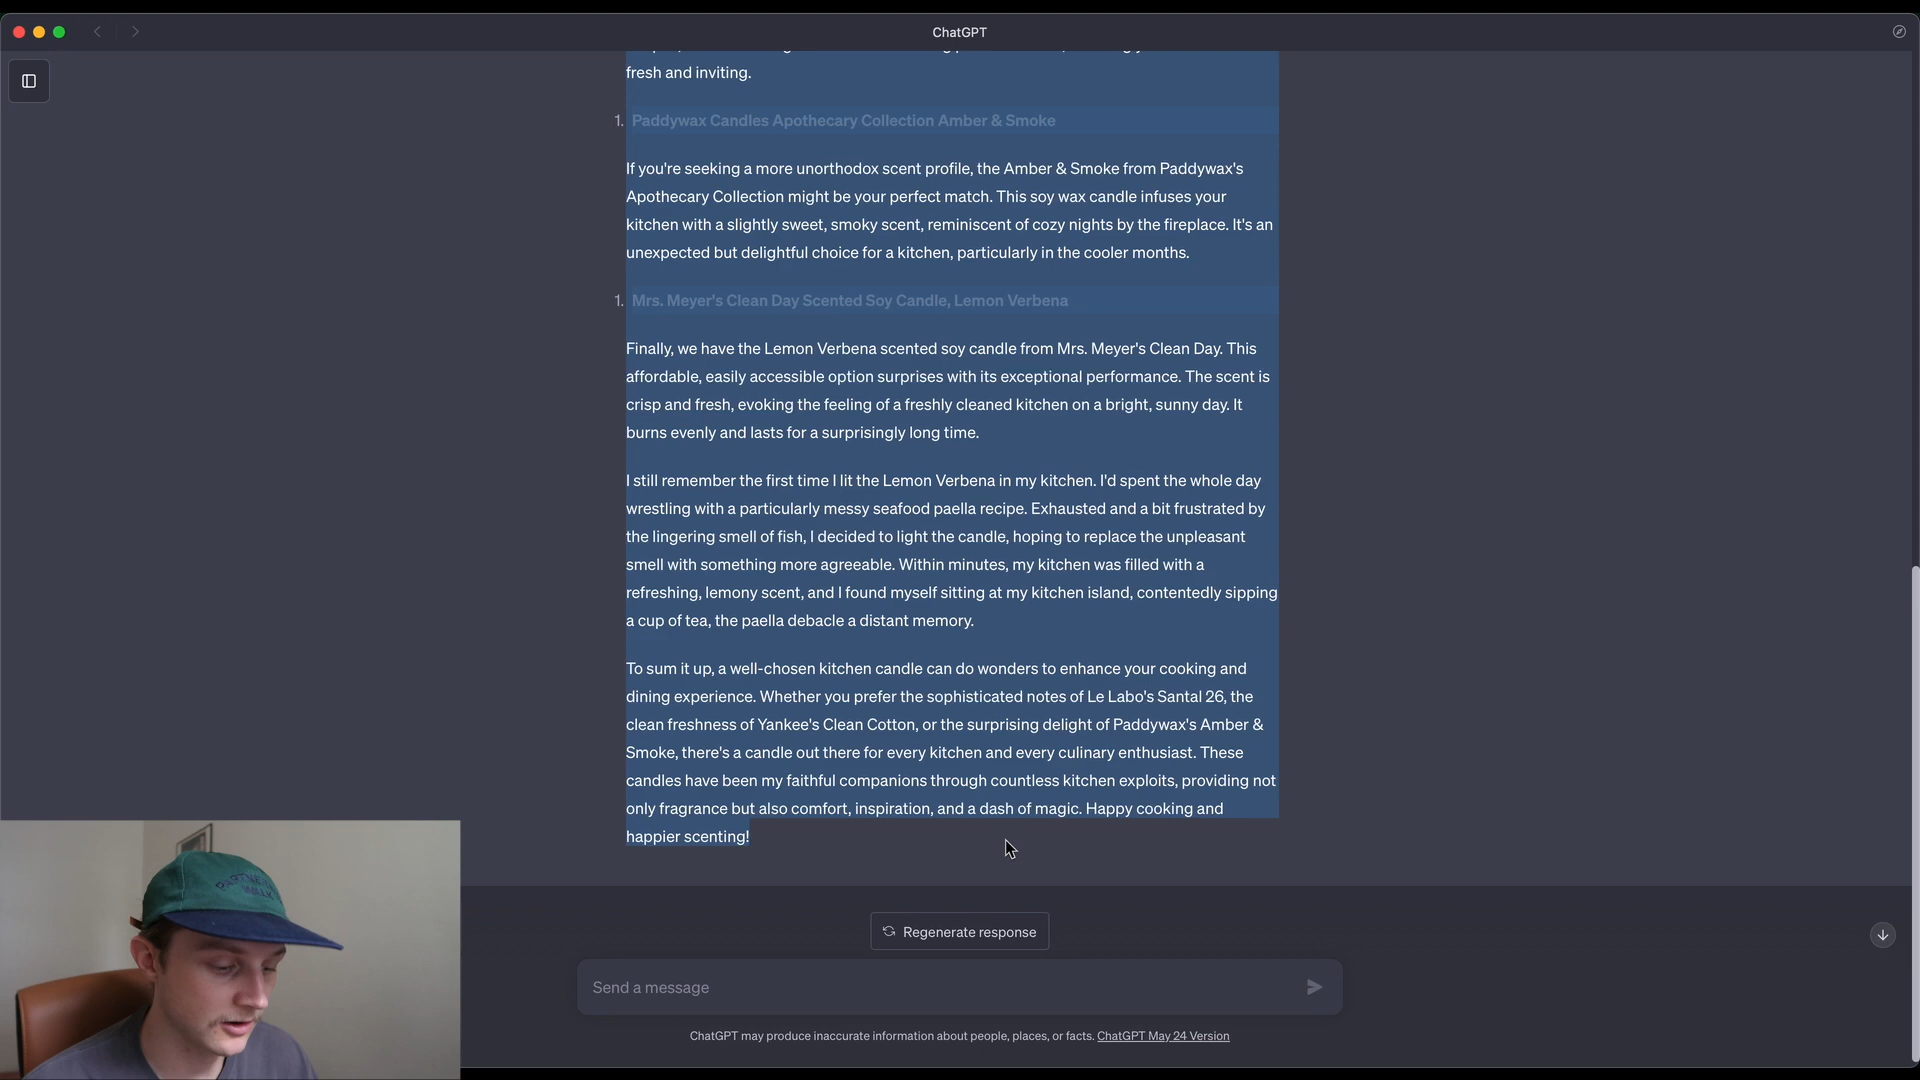 ChatGPT
fresh and inviting.
1. Paddywax Candles Apothecary Collection Amber & Smoke
If you're seeking a more unorthodox scent profile, the Amber & Smoke from Paddywax's
Apothecary Collection might be your perfect match. This soy wax candle infuses your
kitchen with a slightly sweet, smoky scent, reminiscent of cozy nights by the fireplace. It's an
unexpected but delightful choice for a kitchen, particularly in the cooler months.
1. Mrs. Meyer's Clean Day Scented Soy Candle, Lemon Verbena
Finally, we have the Lemon Verbena scented soy candle from Mrs. Meyer's Clean Day. This
affordable, easily accessible option surprises with its exceptional performance. The scent is
crisp and fresh, evoking the feeling of a freshly cleaned kitchen on a bright, sunny day. It
burns evenly and lasts for a surprisingly long time.
I still remember the first time I lit the Lemon Verbena in my kitchen. I'd spent the whole day
wrestling with a particularly messy seafood paella recipe. Exhausted and a bit frustrated by
the lingering smell of fish, I decided to light the candle, hoping to replace the unpleasant
smell with something more agreeable. Within minutes, my kitchen was filled with a
refreshing, lemony scent, and I found myself sitting at my kitchen island, contentedly sipping
a cup of tea, the paella debacle a distant memory.
To sum it up, a well-chosen kitchen candle can do wonders to enhance your cooking and
dining experience. Whether you prefer the sophisticated notes of Le Labo's Santal 26, the
clean freshness of Yankee's Clean Cotton, or the surprising delight of Paddywax's Amber &
Smoke, there's a candle out there for every kitchen and every culinary enthusiast. These
candles have been my faithful companions through countless kitchen exploits, providing not
only fragrance but also comfort, inspiration, and a dash of magic. Happy cooking and
happier scenting!
Regenerate response
Send a message
ChatGPT may produce inaccurate information about people, places, or facts. ChatGPT May 24 Version